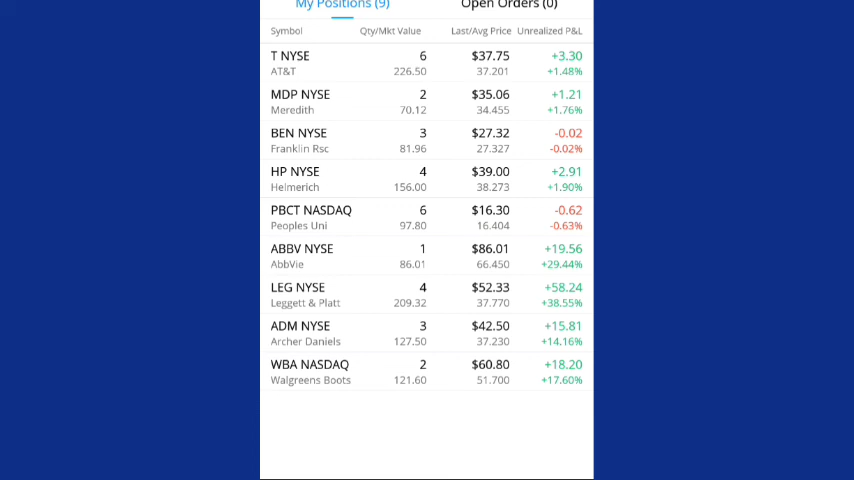 My Positions (9) Open Orders (0)
Symbol Qty/Mkt Value Last/Avg Price Unrealized P&L
T NYSE 6 $37.75 +3.30
AT&T 226.50 37.201 +1.48%
MDP NYSE 2 $35.06 +1.21
Meredith 70.12 34.455 +1.76%
BEN NYSE 3 $27.32 -0.02
Franklin Rsc 81.96 27.327 -0.02%
HP NYSE 4 $39.00 +2.91
Helmerich 156.00 38.273 +1.90%
PBCT NASDAQ 6 $16.30 -0.62
Peoples Uni 97.80 16.404 -0.63%
ABBV NYSE 1 $86.01 +19.56
AbbVie 86.01 66.450 +29.44%
LEG NYSE 4 $52.33 +58.24
Leggett & Platt 209.32 37.770 +38.55%
ADM NYSE 3 $42.50 +15.81
Archer Daniels 127.50 37.230 +14.16%
WBA NASDAQ 2 $60.80 +18.20
Walgreens Boots 121.60 51.700 +17.60%